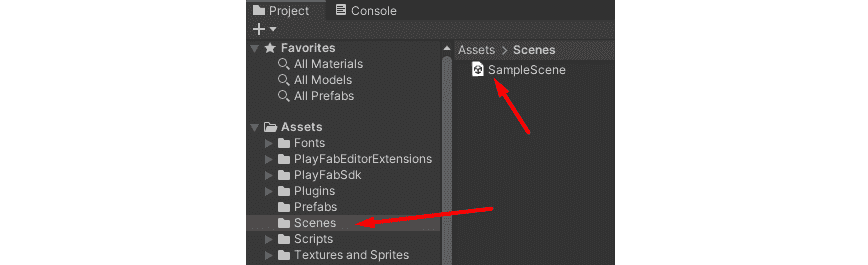 Project
Console
Favorites
All Materials
All Models
All Prefabs
Assets
Fonts
PlayFabEditorExtensions
PlayFabSdk
Plugins
Prefabs
Scenes
Scripts
Textures and Sprites
Assets > Scenes
SampleScene